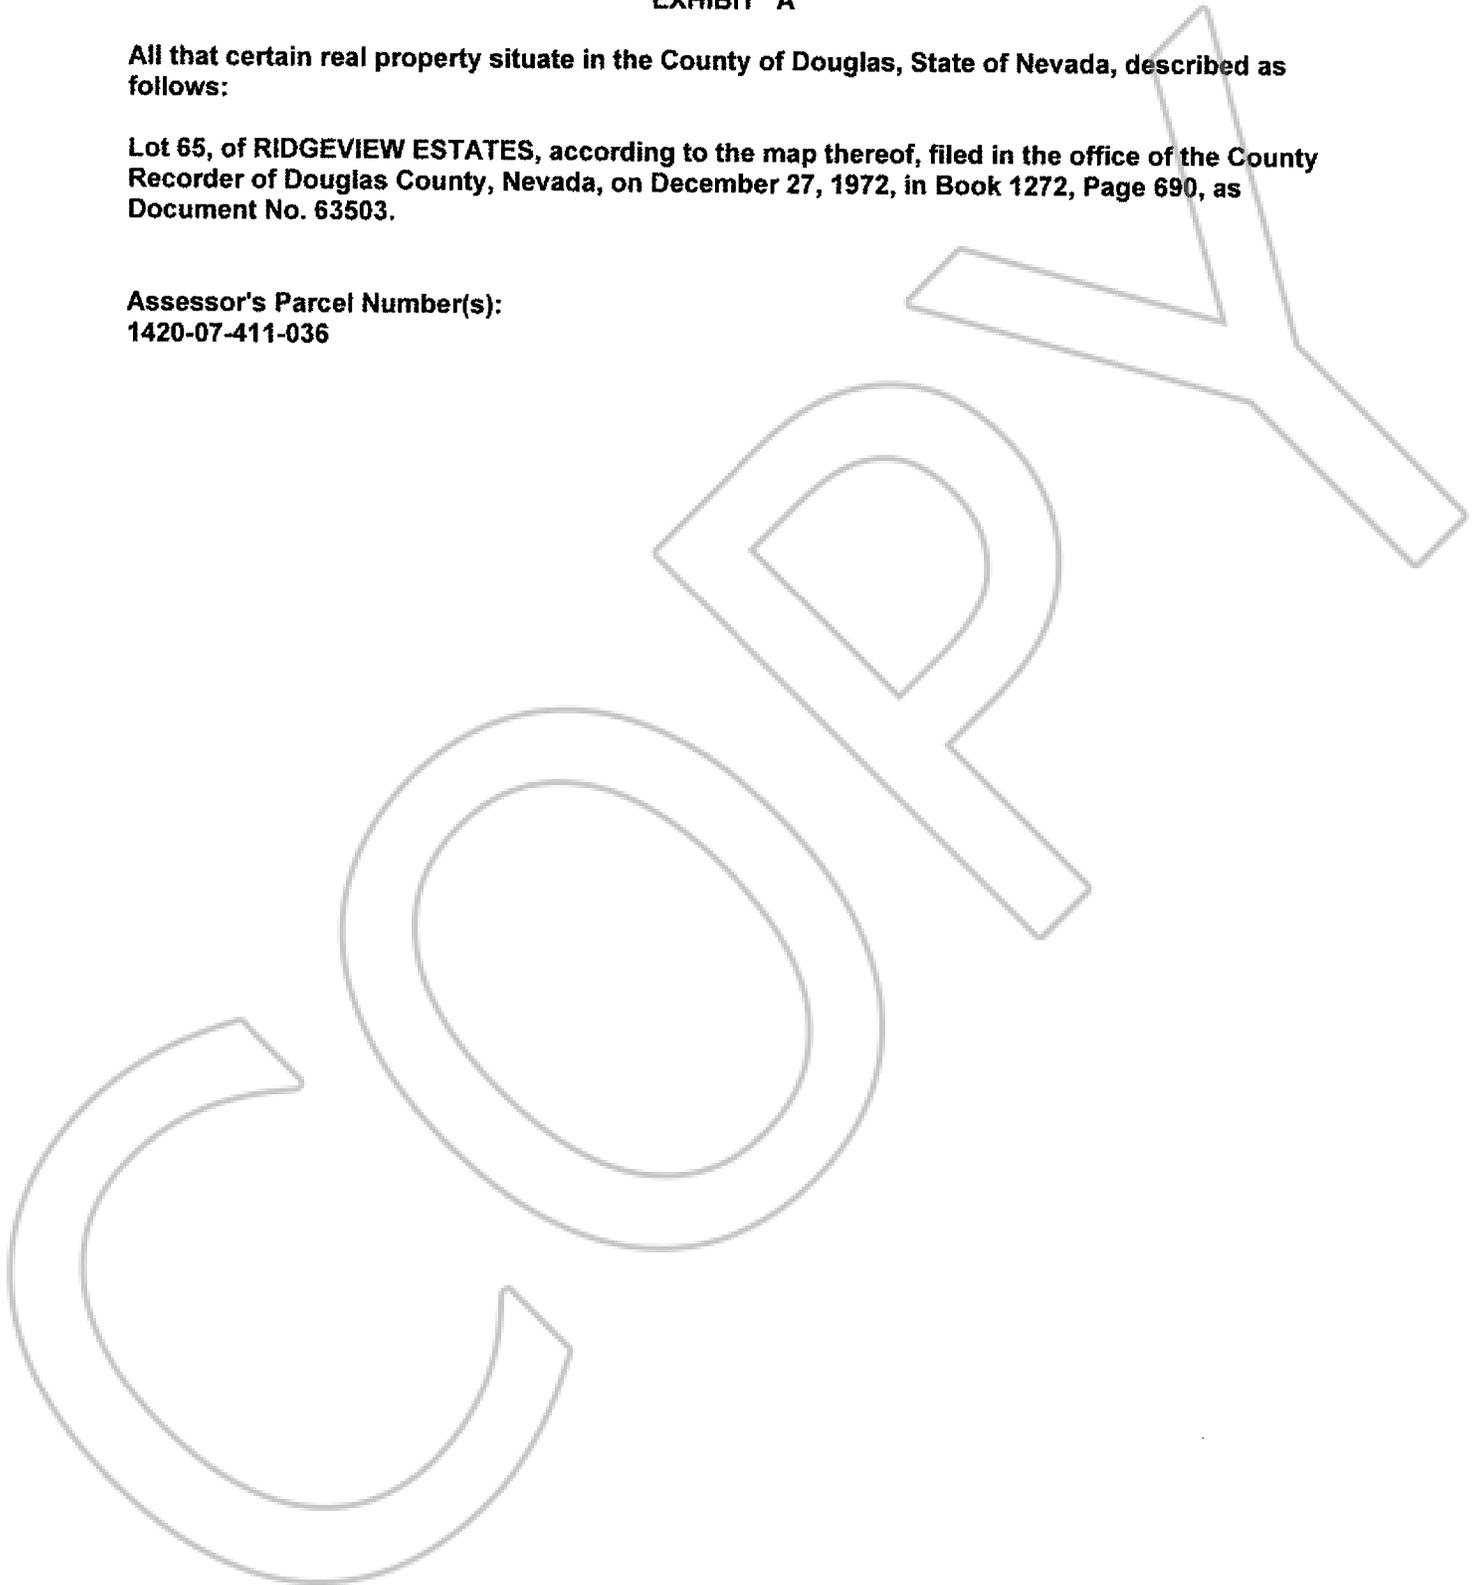 EXHIBIT "A"
All that certain real property situate in the County of Douglas, State of Nevada, described as
follows:
Lot 65, of RIDGEVIEW ESTATES, according to the map thereof, filed in the office of the County
Recorder of Douglas County, Nevada, on December 27, 1972, in Book 1272, Page 690, as
Document No. 63503.
Assessor's Parcel Number(s):
1420-07-411-036
COPY